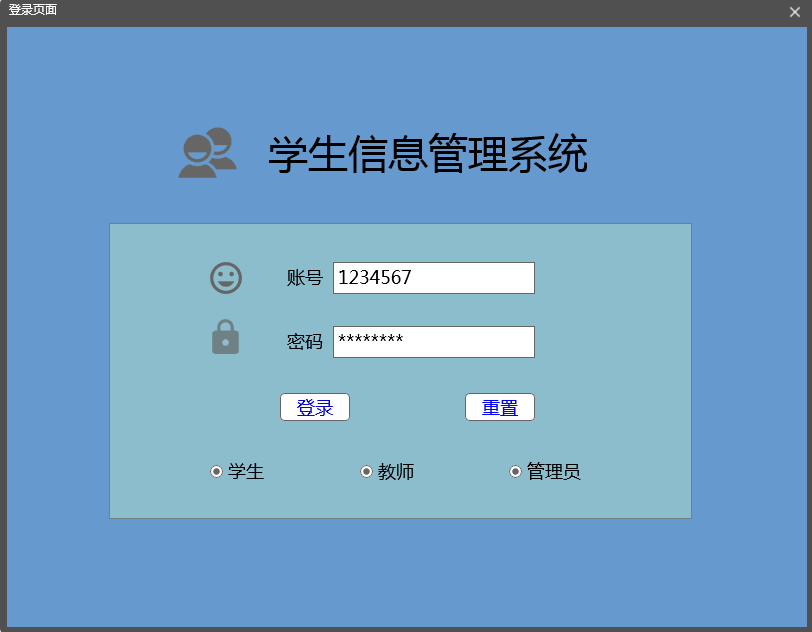 登录页面
学生信息管理系统
账号 1234567
密码 ********
登录 重置
学生 教师 管理员